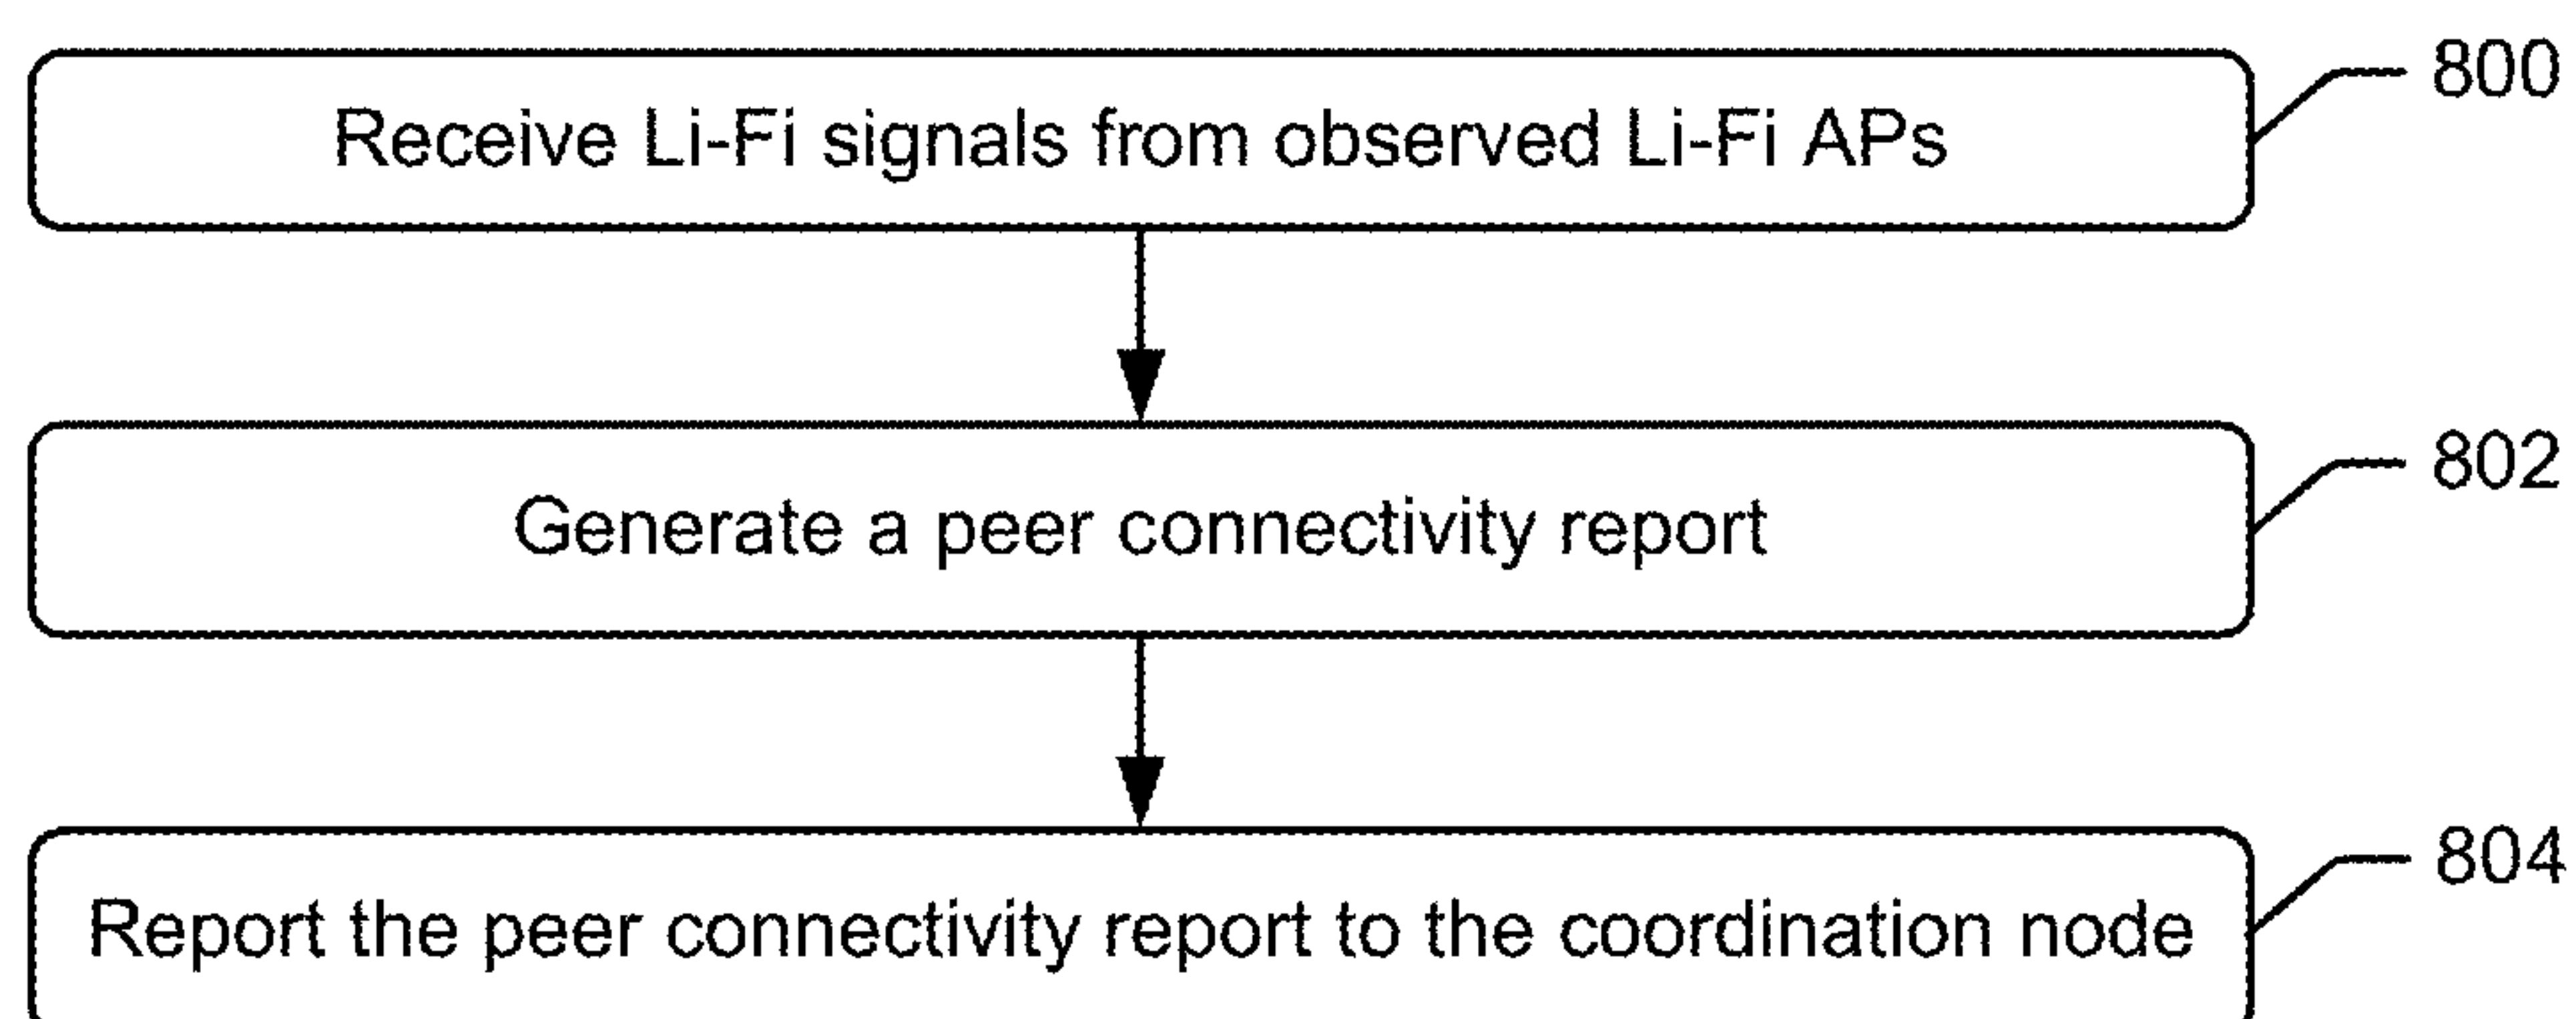 Receive Li-Fi signals from observed Li-Fi APs
800
Generate a peer connectivity report
802
Report the peer connectivity report to the coordination node
804